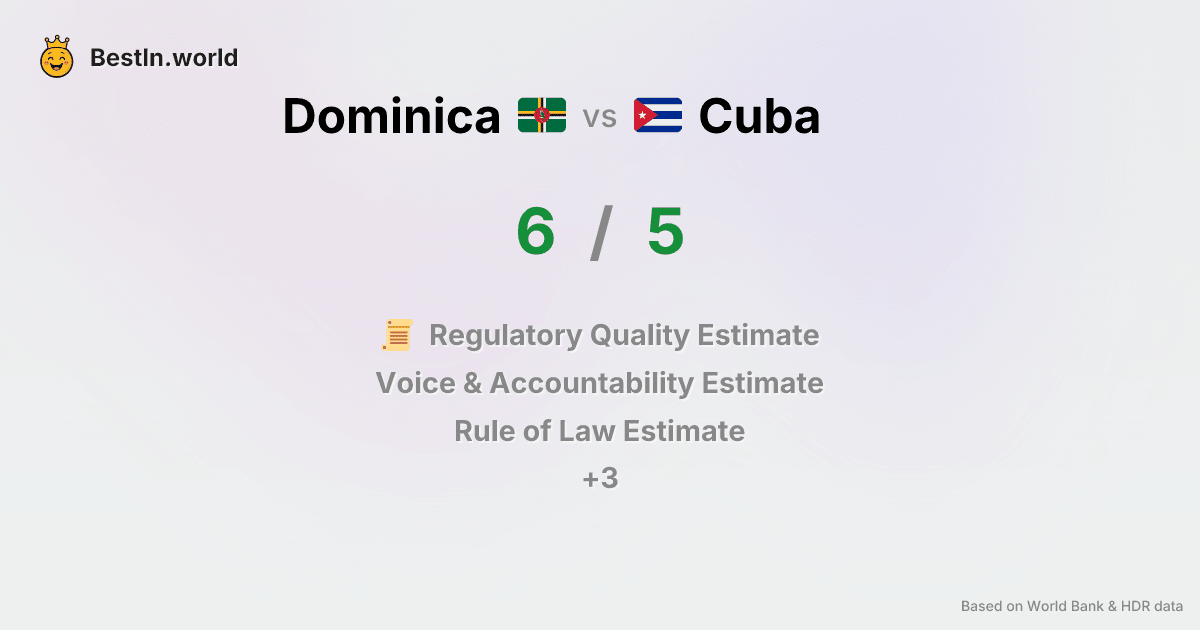 BestIn.world
Dominica vs Cuba
6 / 5
Regulatory Quality Estimate
Voice & Accountability Estimate
Rule of Law Estimate
+3
Based on World Bank & HDR data